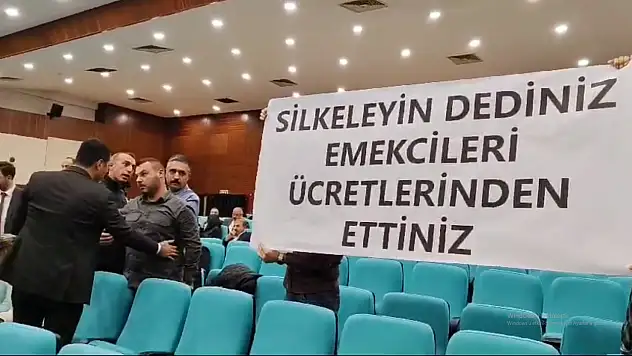 SİLKELEYİN DEDİNİZ
EMEKCİLERİ
ÜCRETLERİNDEN
ETTİNİZ